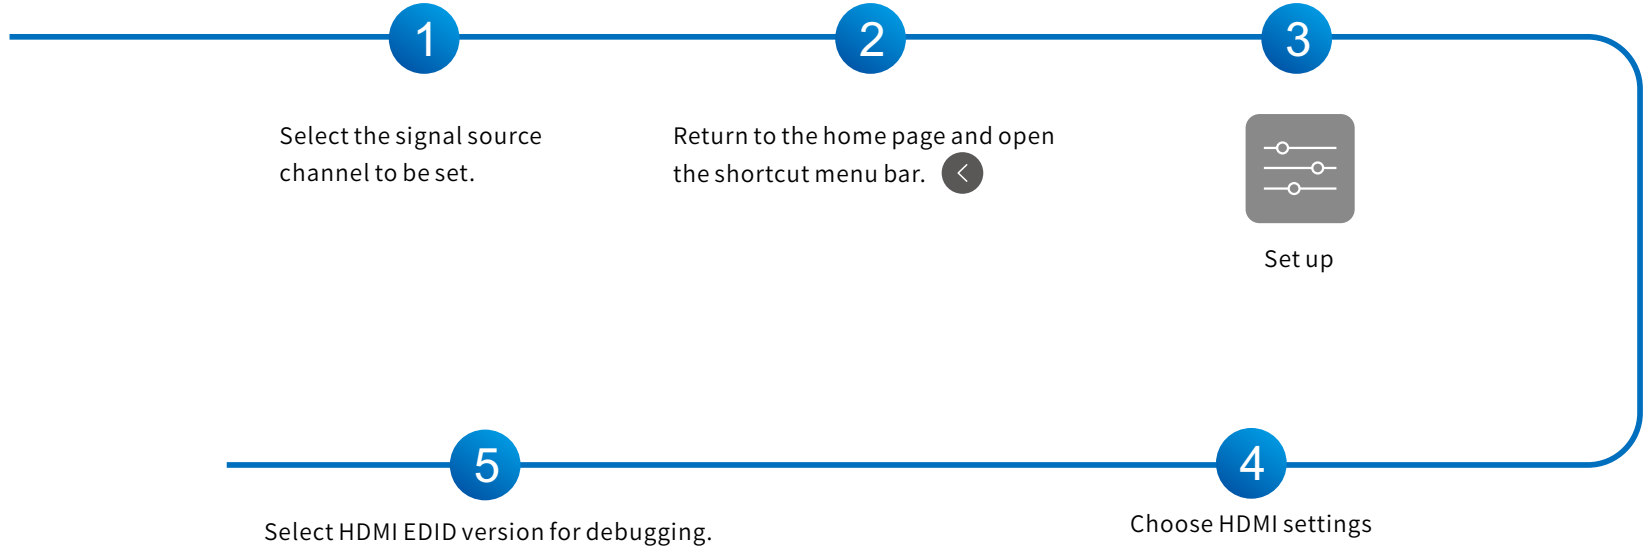 1
2
3
Select the signal source
channel to be set.
Return to the home page and open
the shortcut menu bar.
Set up
4
Choose HDMI settings
5
Select HDMI EDID version for debugging.